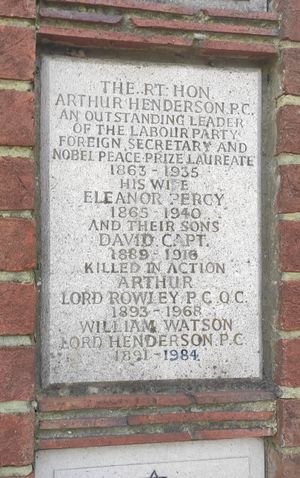 THE RT. HON.
ARTHUR HENDERSON, P.C.
AN OUTSTANDING LEADER
OF THE LABOUR PARTY
FOREIGN SECRETARY AND
NOBEL PEACE PRIZE LAUREATE
1863-1935
HIS WIFE
ELEANOR PERCY
1865-1940
AND THEIR SONS
DAVID CAPT.
1889-1916
KILLED IN ACTION
ARTHUR
LORD ROWLEY P.C. Q.C.
1893-1968
WILLIAM WATSON
LORD HENDERSON P.C
1891-1984